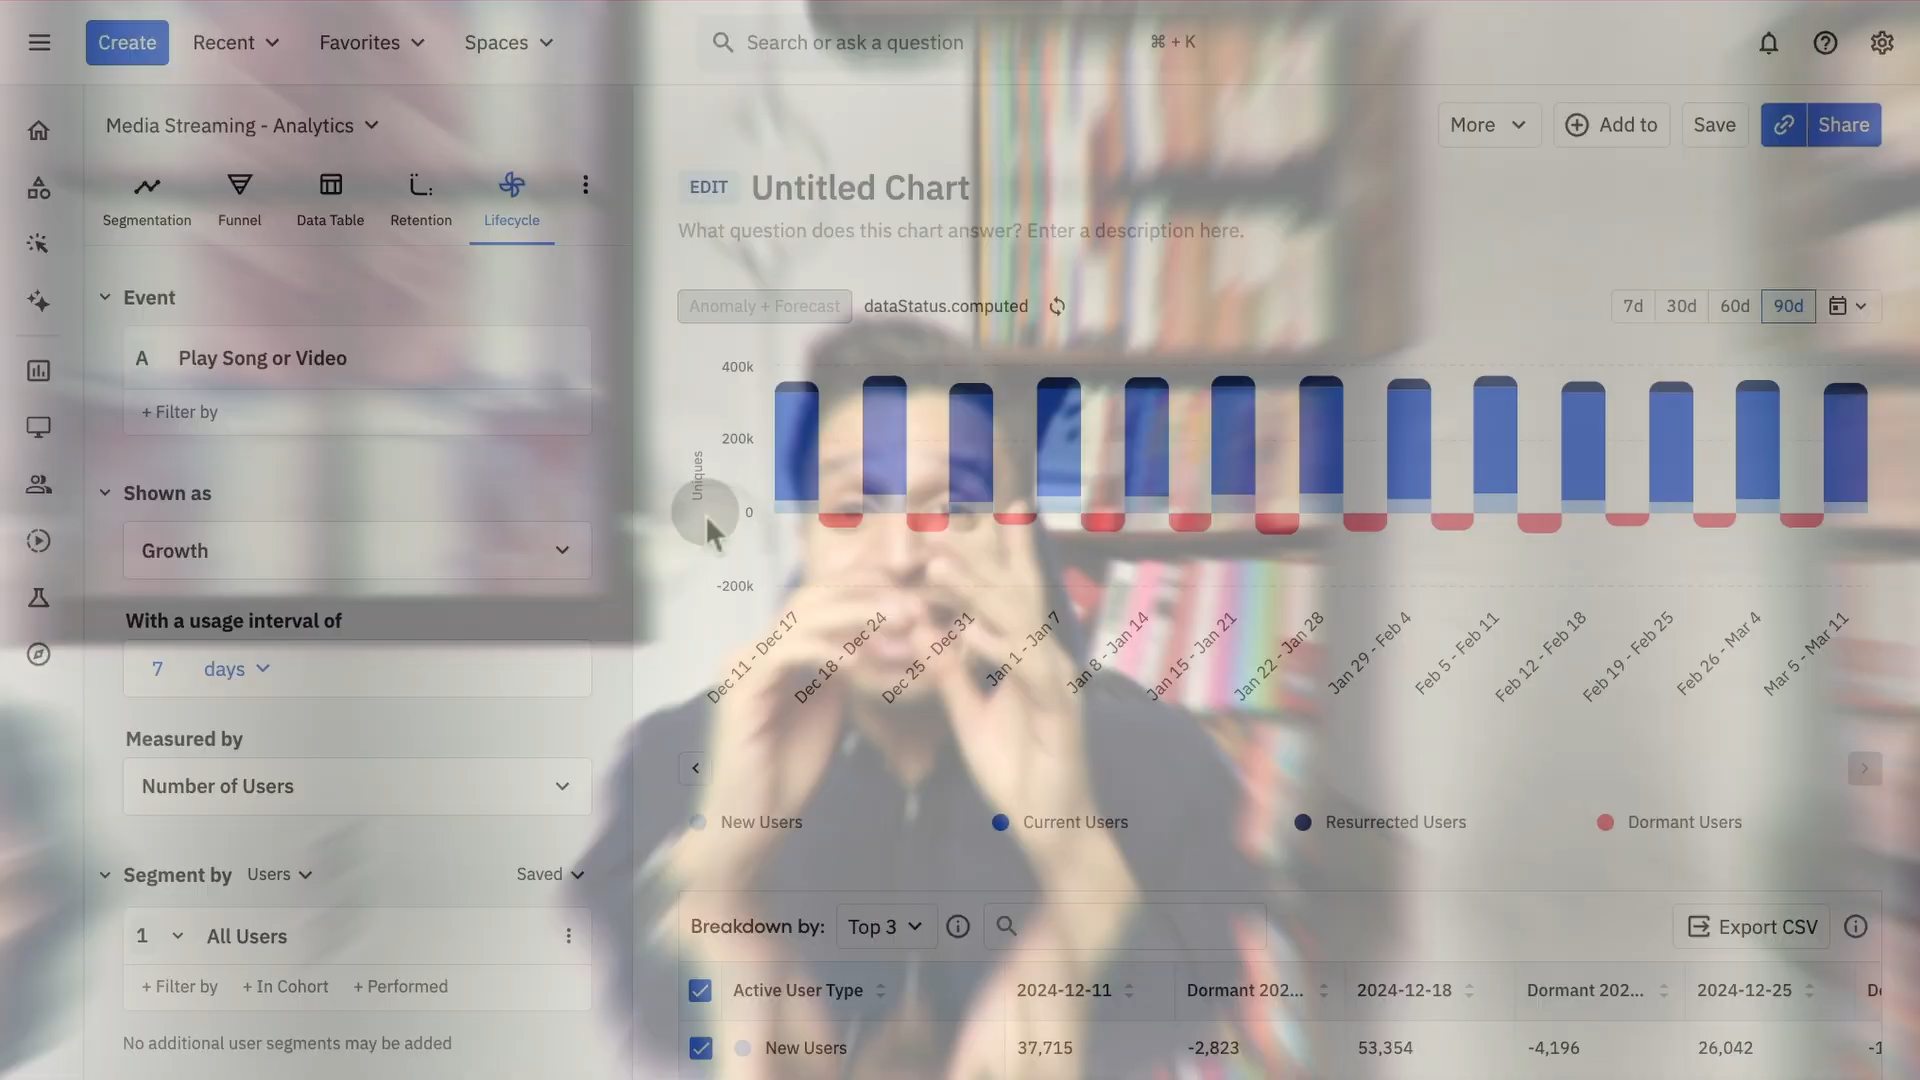 Create Recent Favorites Spaces Search or ask a question ⌘ + K
Media Streaming - Analytics
More Add to Save Share
Segmentation Funnel Data Table Retention Lifecycle
EDIT Untitled Chart
What question does this chart answer? Enter a description here.
Event
A Play Song or Video
+ Filter by
Shown as
Growth
With a usage interval of
7 days
Measured by
Number of Users
Segment by Users Saved
1 All Users
+ Filter by + In Cohort + Performed
No additional user segments may be added
Anomaly + Forecast dataStatus.computed 7d 30d 60d 90d
Uniques
400k
200k
0
-200k
Dec 11 - Dec 17
Dec 18 - Dec 24
Dec 25 - Dec 31
Jan 1 - Jan 7
Jan 8 - Jan 14
Jan 15 - Jan 21
Jan 22 - Jan 28
Jan 29 - Feb 4
Feb 5 - Feb 11
Feb 12 - Feb 18
Feb 19 - Feb 25
Feb 26 - Mar 4
Mar 5 - Mar 11
New Users Current Users Resurrected Users Dormant Users
Breakdown by: Top 3 Export CSV
Active User Type 2024-12-11 Dormant 202... 2024-12-18 Dormant 202... 2024-12-25
New Users 37,715 -2,823 53,354 -4,196 26,042